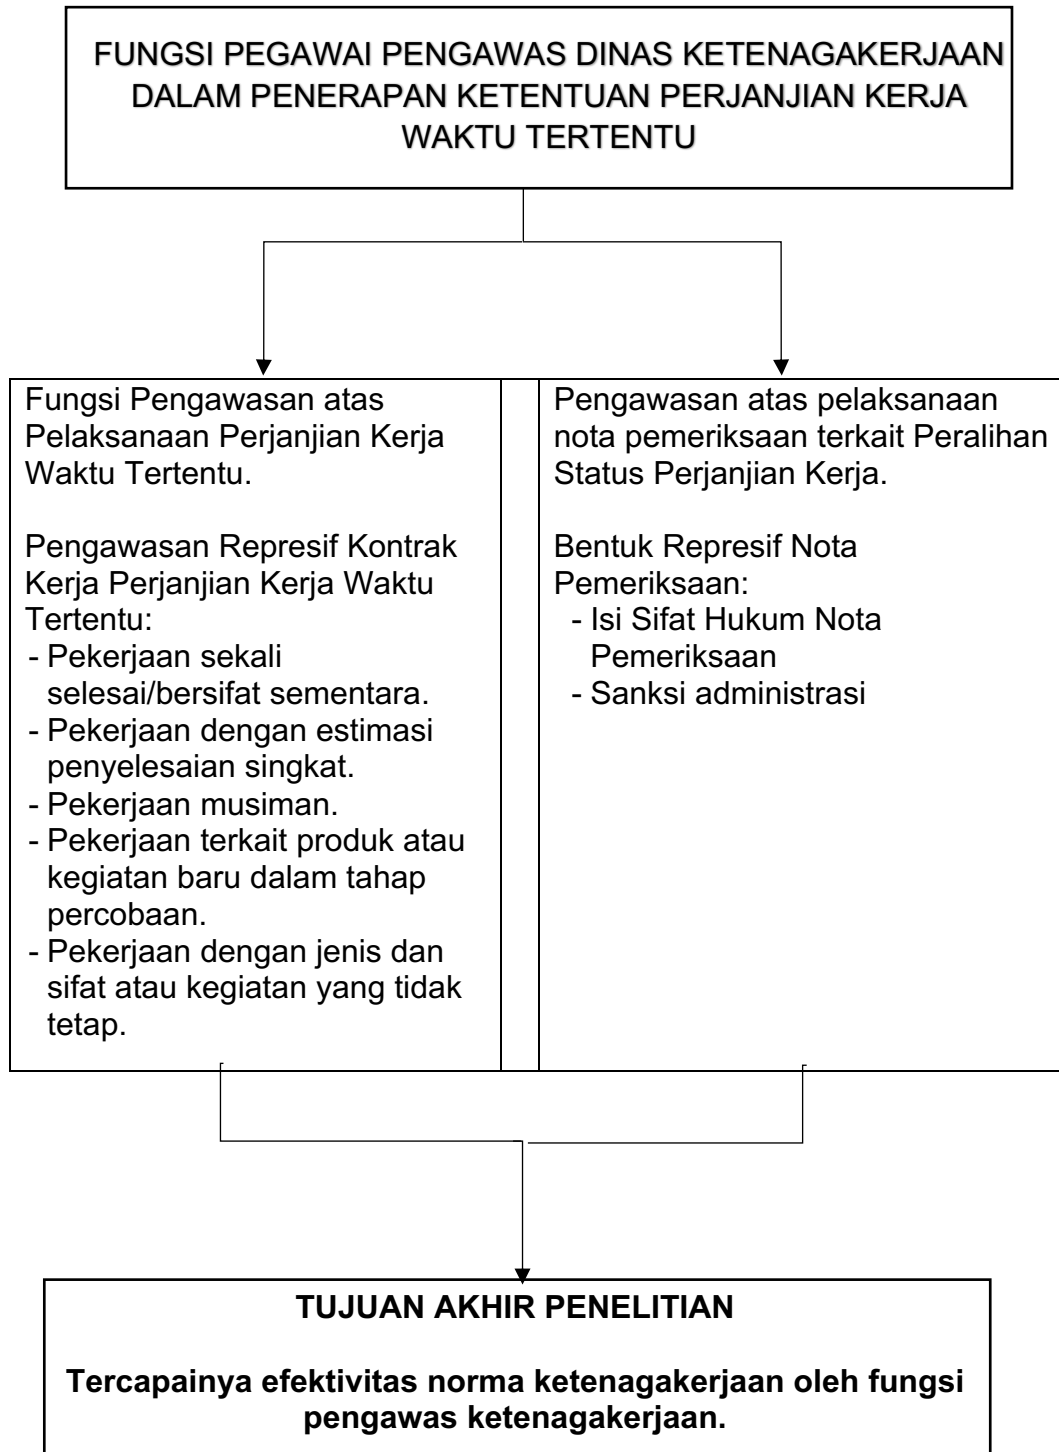 FUNGSI PEGAWAI PENGAWAS DINAS KETENAGAKERJAAN
DALAM PENERAPAN KETENTUAN PERJANJIAN KERJA
WAKTU TERTENTU
Fungsi Pengawasan atas
Pelaksanaan Perjanjian Kerja
Waktu Tertentu.
Pengawasan Represif Kontrak
Kerja Perjanjian Kerja Waktu
Tertentu:
- Pekerjaan sekali
selesai/bersifat sementara.
- Pekerjaan dengan estimasi
penyelesaian singkat.
- Pekerjaan musiman.
- Pekerjaan terkait produk atau
kegiatan baru dalam tahap
percobaan.
- Pekerjaan dengan jenis dan
sifat atau kegiatan yang tidak
tetap.
Pengawasan atas pelaksanaan
nota pemeriksaan terkait Peralihan
Status Perjanjian Kerja.
Bentuk Represif Nota
Pemeriksaan:
- Isi Sifat Hukum Nota
Pemeriksaan
- Sanksi administrasi
TUJUAN AKHIR PENELITIAN
Tercapainya efektivitas norma ketenagakerjaan oleh fungsi
pengawas ketenagakerjaan.